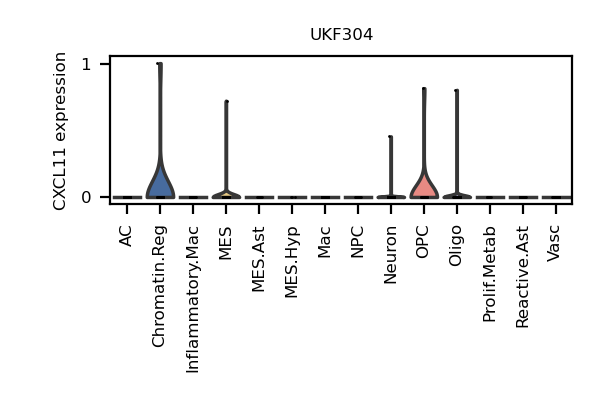 UKF304
CXCL11 expression
1
0
AC
Chromatin.Reg
Inflammatory.Mac
MES
MES.Ast
MES.Hyp
Mac
NPC
Neuron
OPC
Oligo
Prolif.Metab
Reactive.Ast
Vasc